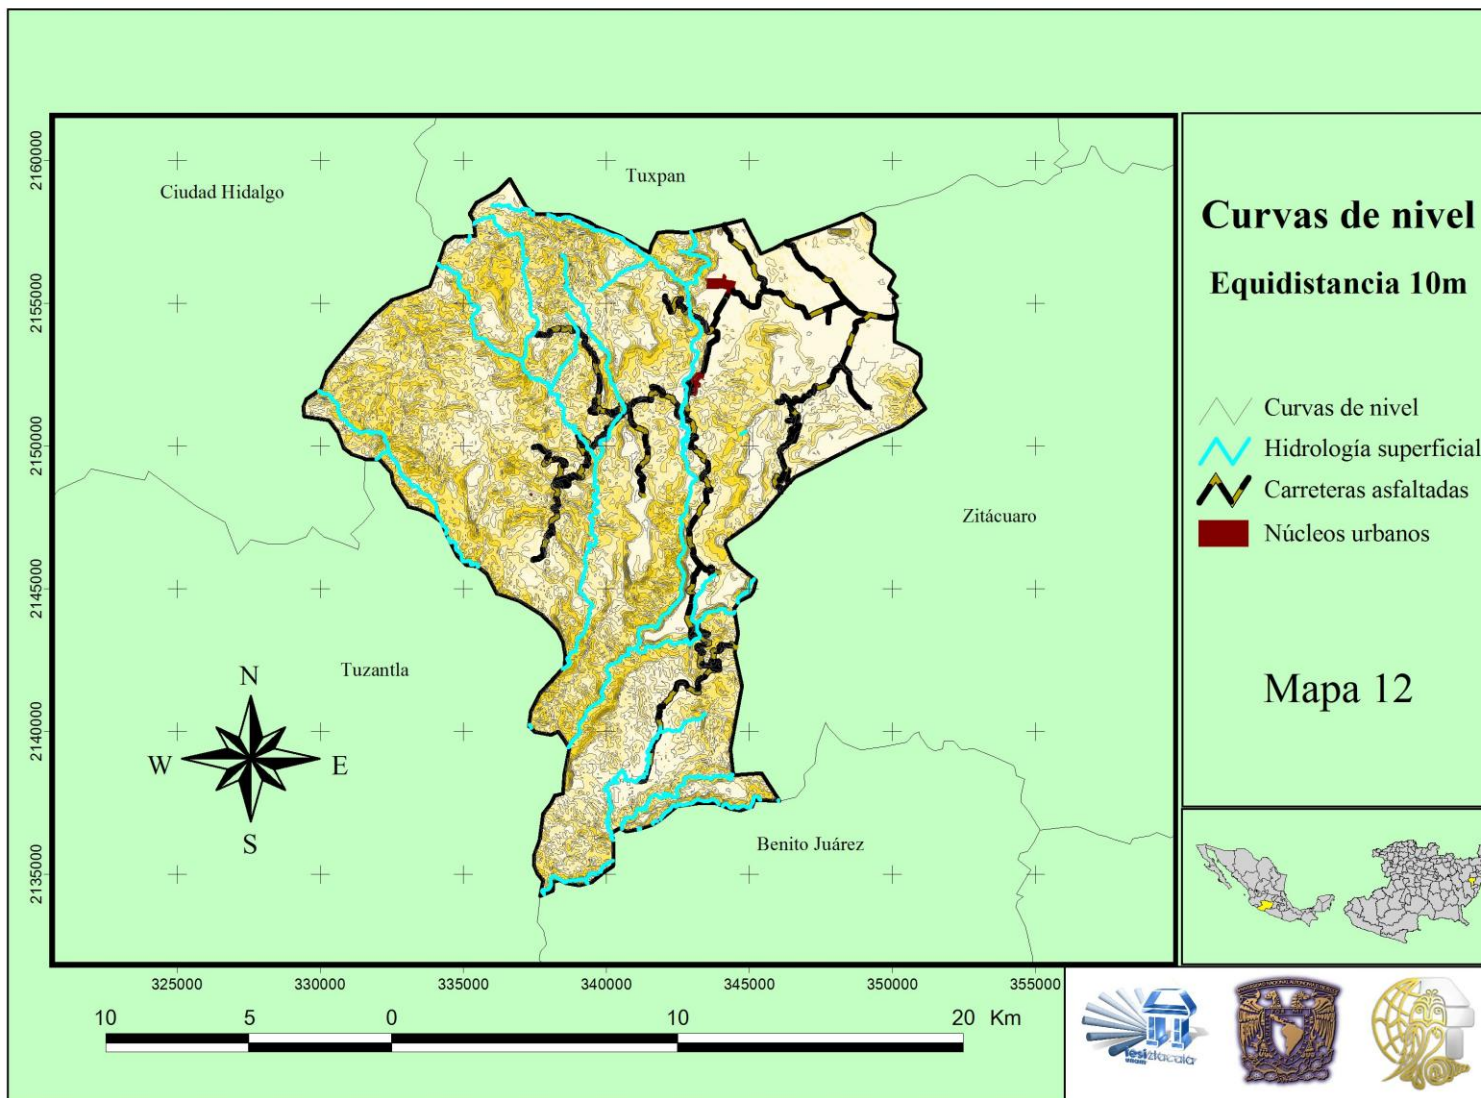 Curvas de nivel
Equidistancia 10m
Curvas de nivel
Hidrología superficial
Carreteras asfaltadas
Núcleos urbanos
Mapa 12
Ciudad Hidalgo
Tuxpan
Zitácuaro
Tuzantla
Benito Juárez
N
W E
S
2160000
2155000
2150000
2145000
2140000
2135000
325000 330000 335000 340000 345000 350000 355000
10 5 0 10 20 Km
iesiztacala
unam